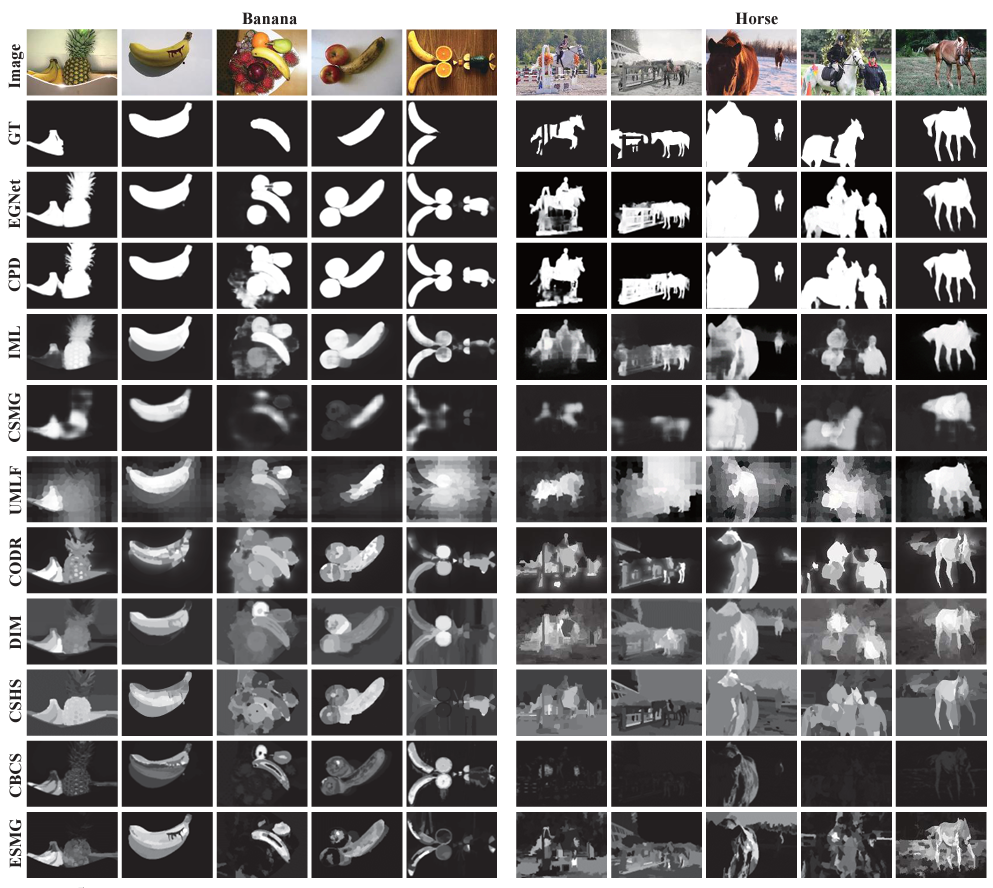 Banana
Horse
Image
GT
EGNet
CPD
IML
CSMG
UMLF
CODR
DIM
CSHS
CBCS
ESMG